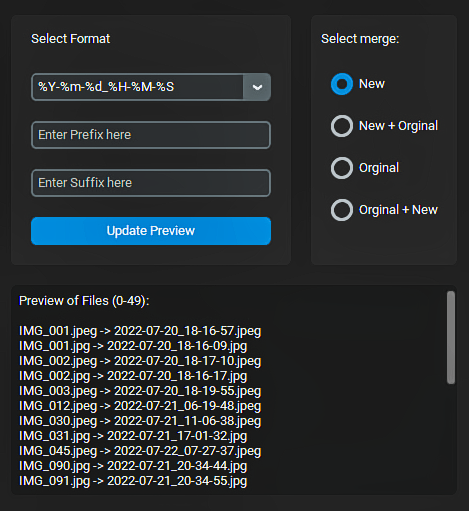 Select Format
%Y-%m-%d_%H-%M-%S
Enter Prefix here
Enter Suffix here
Update Preview
Select merge:
New
New + Orginal
Orginal
Orginal + New
Preview of Files (0-49):
IMG_001.jpeg -> 2022-07-20_18-16-57.jpeg
IMG_001.jpg -> 2022-07-20_18-16-09.jpg
IMG_002.jpeg -> 2022-07-20_18-17-10.jpeg
IMG_002.jpg -> 2022-07-20_18-16-17.jpg
IMG_003.jpeg -> 2022-07-20_18-19-55.jpeg
IMG_012.jpeg -> 2022-07-21_06-19-48.jpeg
IMG_030.jpeg -> 2022-07-21_11-06-38.jpeg
IMG_031.jpg -> 2022-07-21_17-01-32.jpg
IMG_045.jpeg -> 2022-07-22_07-27-37.jpeg
IMG_090.jpg -> 2022-07-21_20-34-44.jpg
IMG_091.jpg -> 2022-07-21_20-34-55.jpg